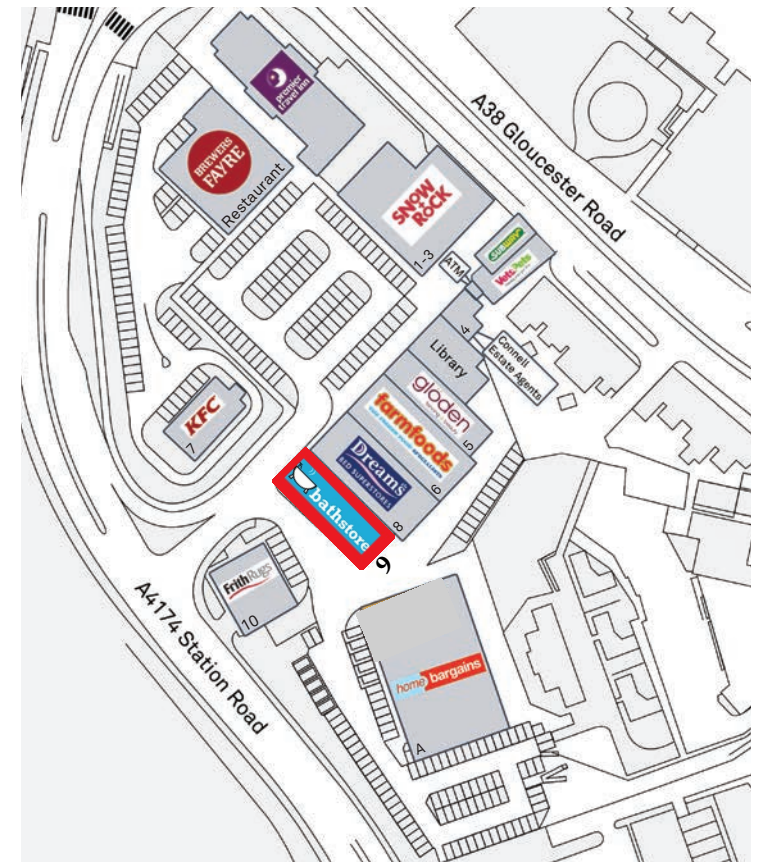 premier
travel inn
A38 Gloucester Road
BREWERS
FAYRE
Restaurant
SNOW
+
ROCK
1-3
ATM
SUBWAY
Vets4Pets
4
Library
Connell
Estate Agents
gloden
5
farmfoods
6
Dreams
BED SUPERSTORES
8
bathstore
9
KFC
7
FrithRugs
10
A4174 Station Road
home bargains
A